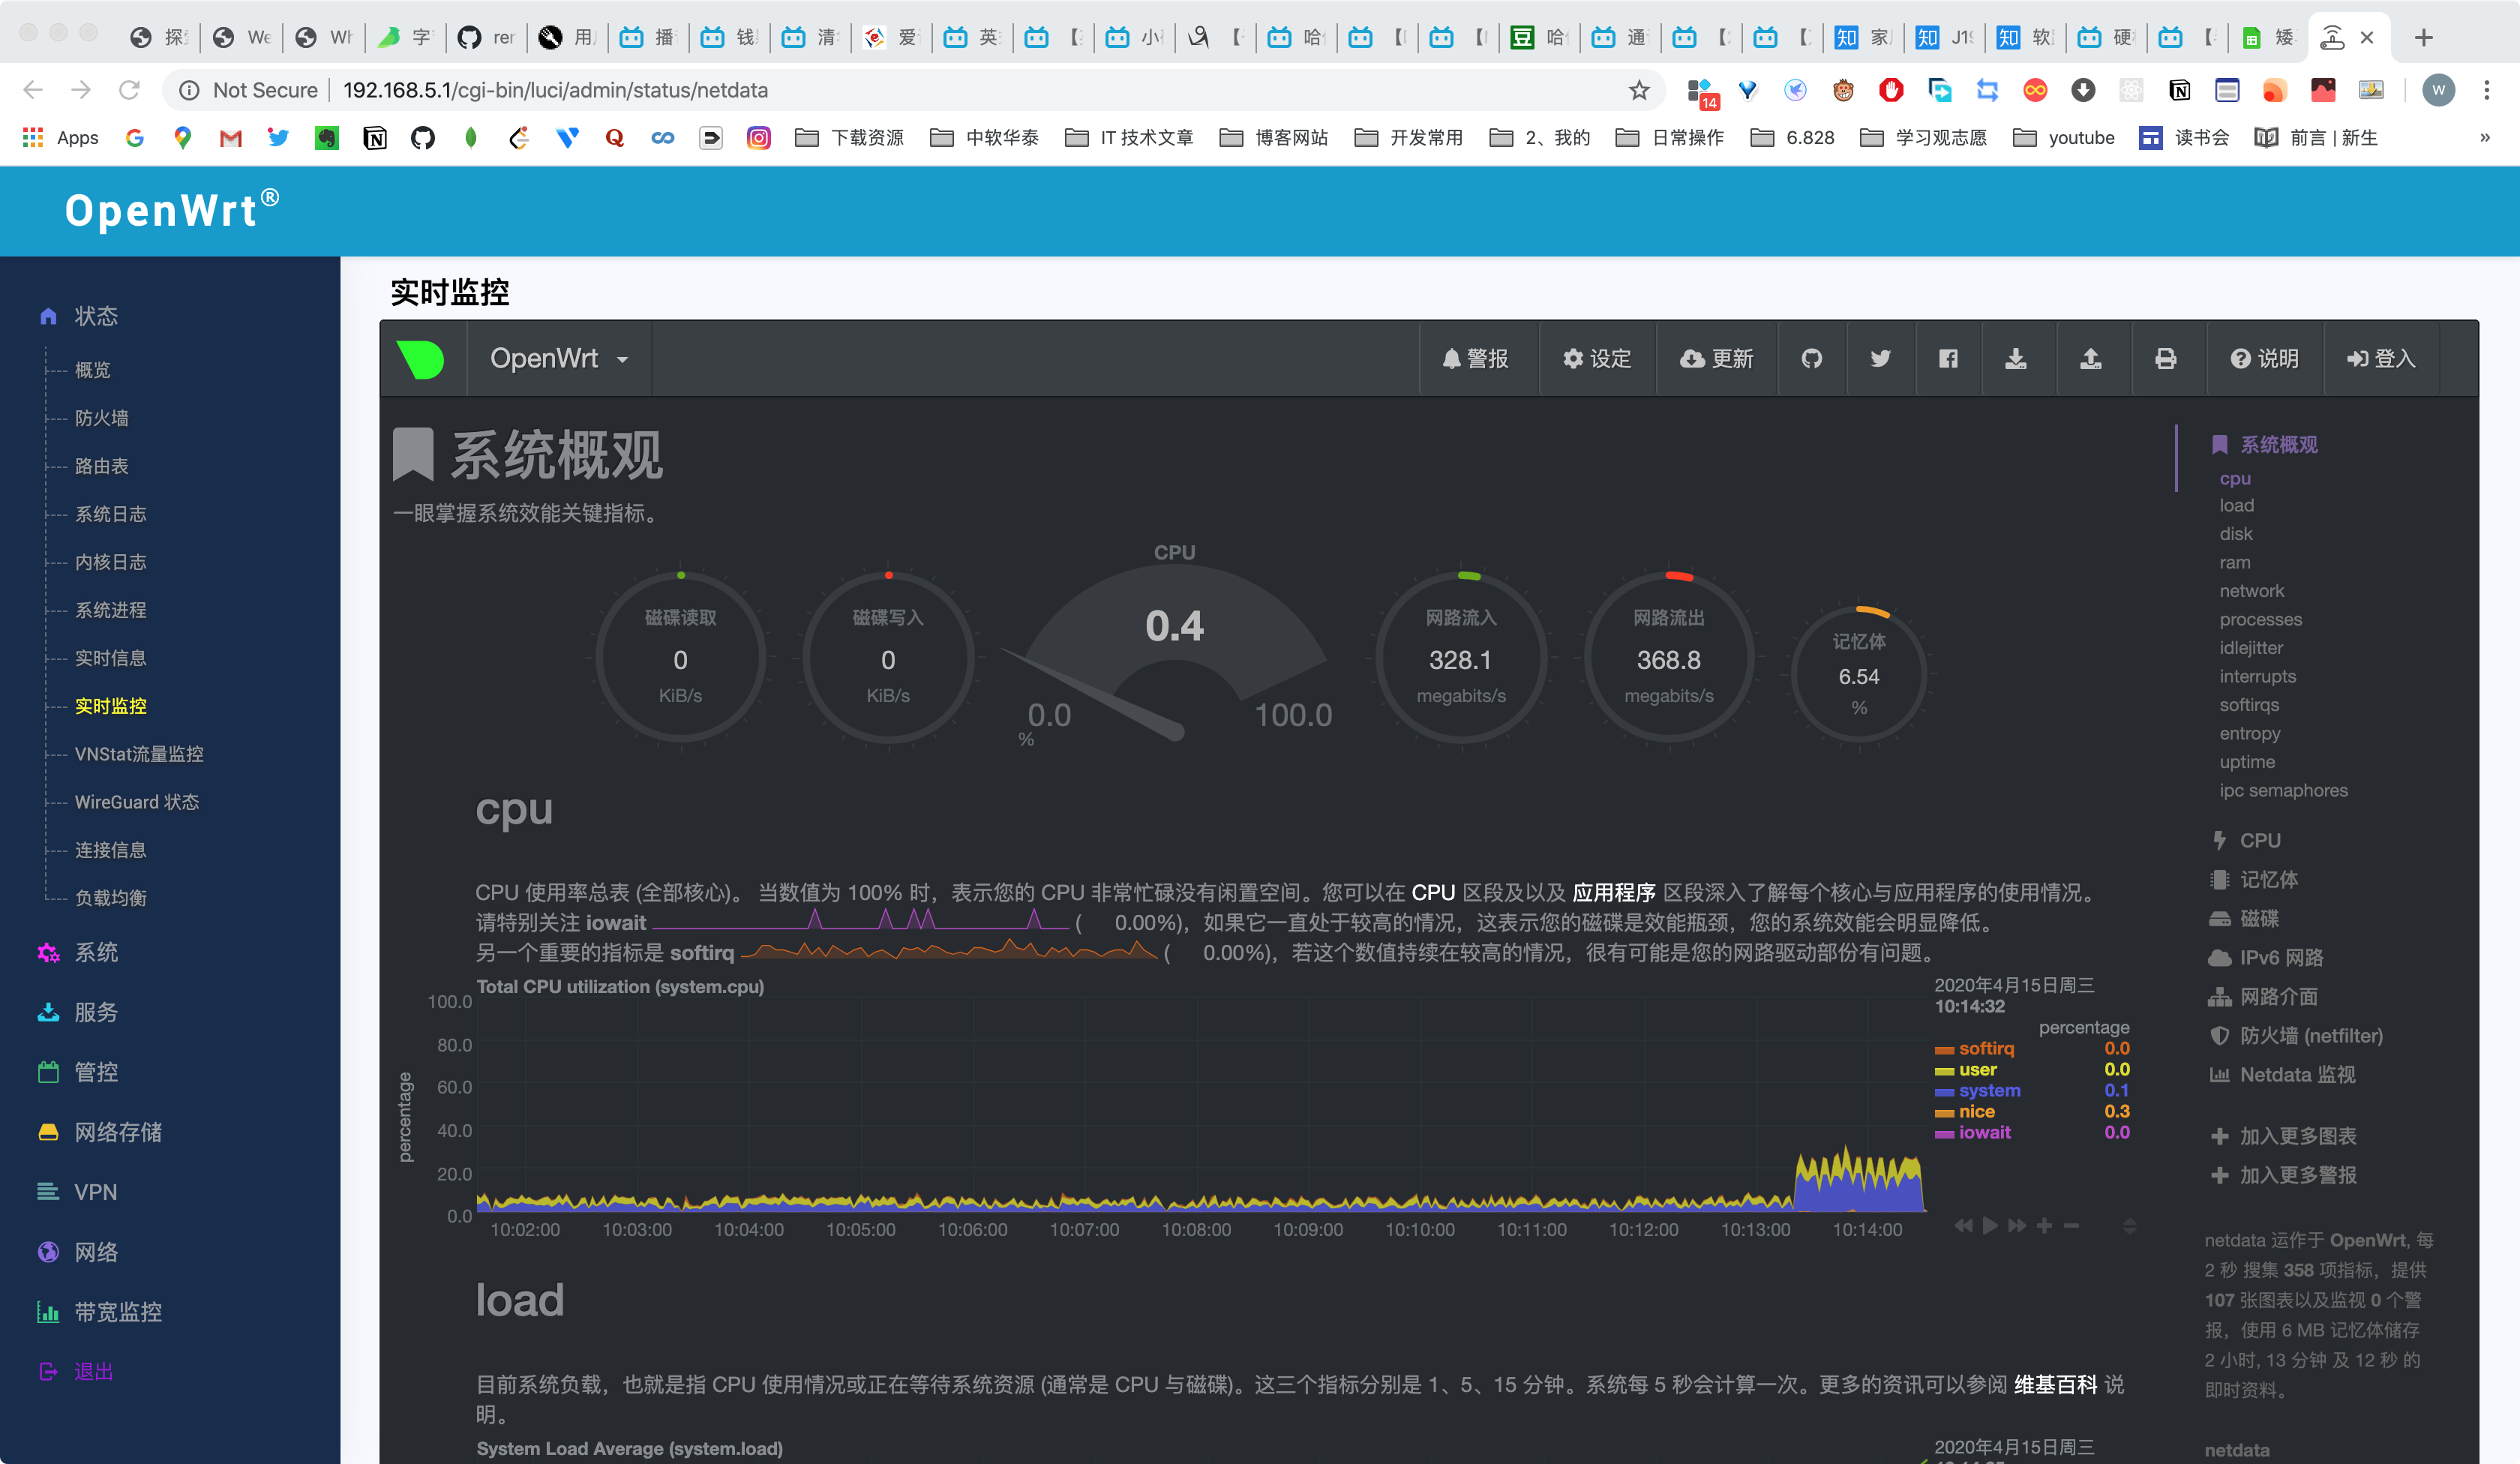 探
We
Wh
字
rer
用
播
钱
清
爱
英
【
小
【
哈
【
【
哈
通
【
【
家
J19
软
硬
【
矮
Not Secure
192.168.5.1/cgi-bin/luci/admin/status/netdata
14
W
Apps
下载资源
中软华泰
IT 技术文章
博客网站
开发常用
2、我的
日常操作
6.828
学习观志愿
youtube
读书会
前言 | 新生
»
OpenWrt®
状态
概览
防火墙
路由表
系统日志
内核日志
系统进程
实时信息
实时监控
VNStat流量监控
WireGuard 状态
连接信息
负载均衡
系统
服务
管控
网络存储
VPN
网络
带宽监控
退出
实时监控
OpenWrt
警报
设定
更新
说明
登入
系统概观
一眼掌握系统效能关键指标。
磁碟读取
0
KiB/s
磁碟写入
0
KiB/s
CPU
0.4
0.0
100.0
%
网路流入
328.1
megabits/s
网路流出
368.8
megabits/s
记忆体
6.54
%
cpu
CPU 使用率总表 (全部核心)。 当数值为 100% 时，表示您的 CPU 非常忙碌没有闲置空间。您可以在 CPU 区段及以及 应用程序 区段深入了解每个核心与应用程序的使用情况。
请特别关注 iowait ( 0.00%)，如果它一直处于较高的情况，这表示您的磁碟是效能瓶颈，您的系统效能会明显降低。
另一个重要的指标是 softirq ( 0.00%)，若这个数值持续在较高的情况，很有可能是您的网路驱动部份有问题。
Total CPU utilization (system.cpu)
percentage
100.0
80.0
60.0
40.0
20.0
0.0
10:02:00
10:03:00
10:04:00
10:05:00
10:06:00
10:07:00
10:08:00
10:09:00
10:10:00
10:11:00
10:12:00
10:13:00
10:14:00
2020年4月15日周三
10:14:32
percentage
softirq 0.0
user 0.0
system 0.1
nice 0.3
iowait 0.0
load
目前系统负载，也就是指 CPU 使用情况或正在等待系统资源 (通常是 CPU 与磁碟)。这三个指标分别是 1、5、15 分钟。系统每 5 秒会计算一次。更多的资讯可以参阅 维基百科 说
明。
System Load Average (system.load)
2020年4月15日周三
系统概观
cpu
load
disk
ram
network
processes
idlejitter
interrupts
softirqs
entropy
uptime
ipc semaphores
CPU
记忆体
磁碟
IPv6 网路
网路介面
防火墙 (netfilter)
Netdata 监视
加入更多图表
加入更多警报
netdata 运作于 OpenWrt, 每
2 秒 搜集 358 项指标，提供
107 张图表以及监视 0 个警
报，使用 6 MB 记忆体储存
2 小时, 13 分钟 及 12 秒 的
即时资料。
netdata